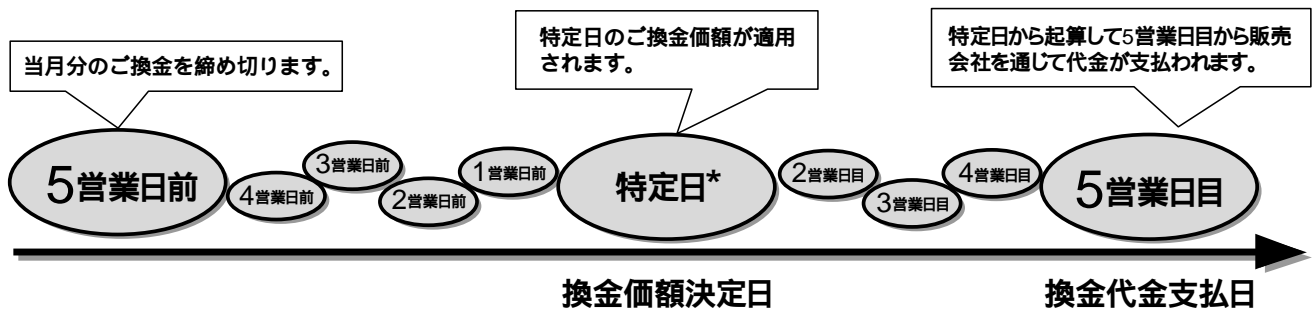 当月分のご換金を締め切ります。
特定日のご換金価額が適用
されます。
特定日から起算して5営業日目から販売
会社を通じて代金が支払われます。
5営業日前
4営業日前
3営業日前
2営業日前
1営業日前
特定日*
2営業日目
3営業日目
4営業日目
5営業日目
換金価額決定日
換金代金支払日